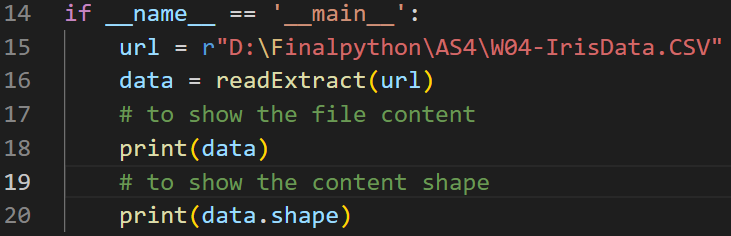 14 if __name__ == '__main__':
15     url = r"D:\Finalpython\AS4\W04-IrisData.CSV"
16     data = readExtract(url)
17     # to show the file content
18     print(data)
19     # to show the content shape
20     print(data.shape)